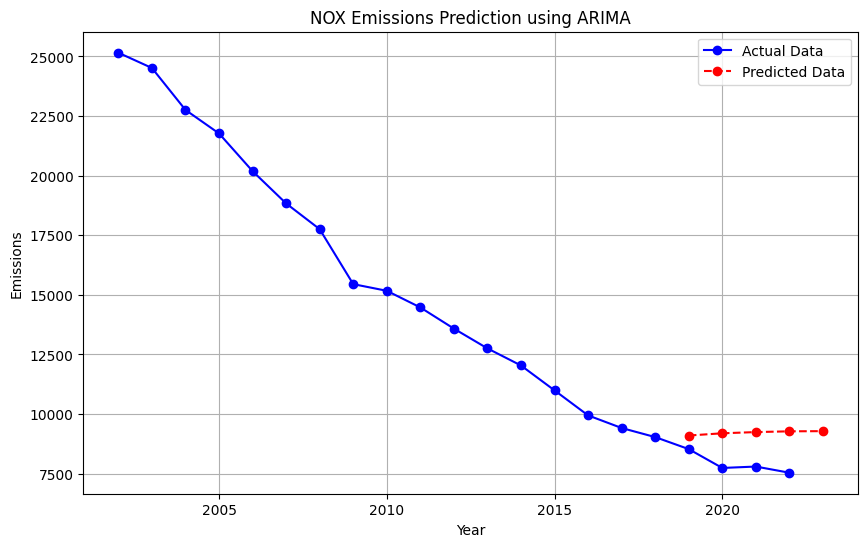 NOX Emissions Prediction using ARIMA
Actual Data
Predicted Data
Emissions
25000
22500
20000
17500
15000
12500
10000
7500
2005
2010
2015
2020
Year